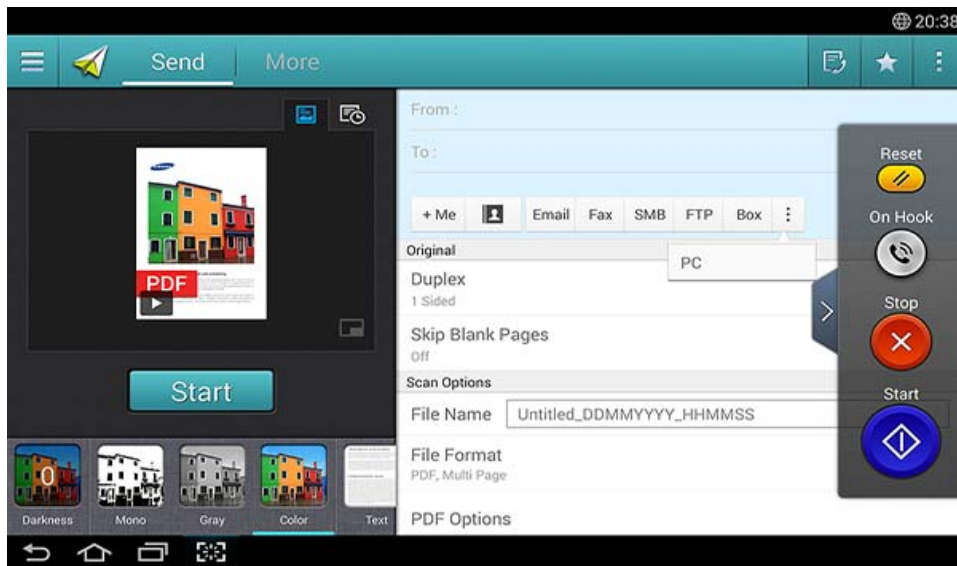 20:38
Send
More
From :
To :
+ Me
Email
Fax
SMB
FTP
Box
PC
Original
Duplex
1 Sided
Skip Blank Pages
Off
Scan Options
File Name
Untitled_DDMMYYYY_HHMMSS
File Format
PDF, Multi Page
PDF Options
PDF
Start
0
Darkness
Mono
Gray
Color
Text
Reset
On Hook
Stop
Start